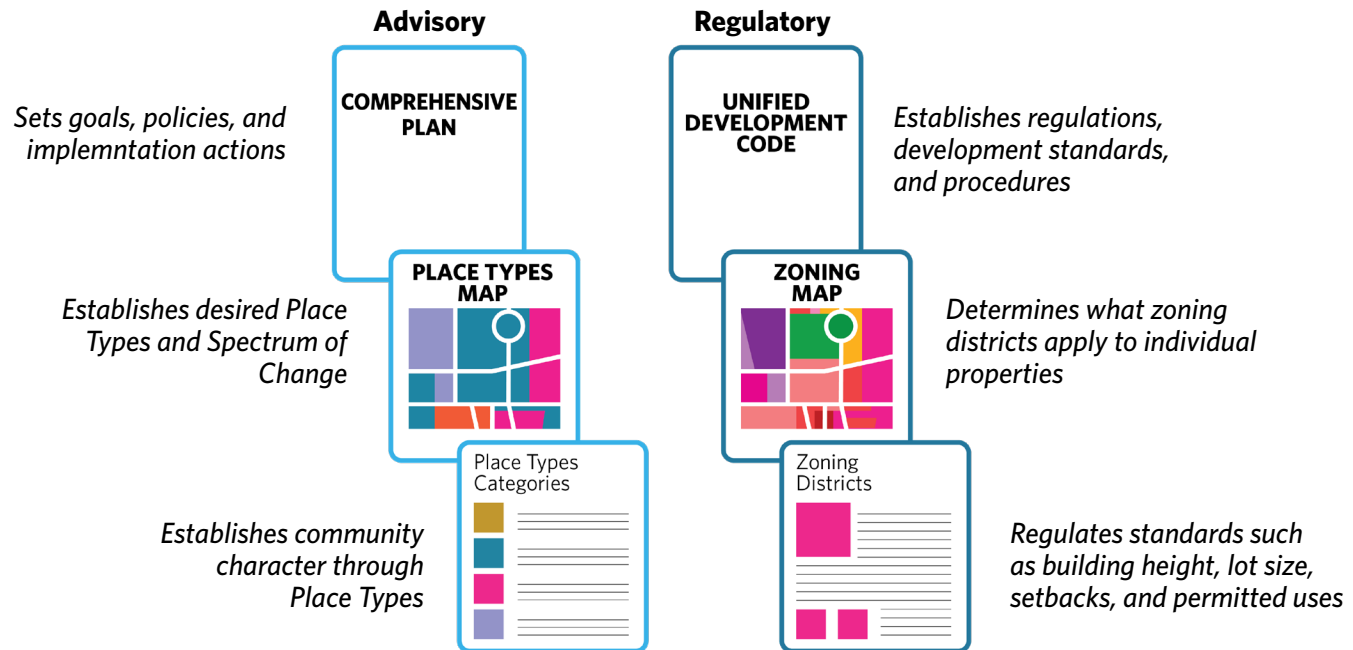 Advisory
Regulatory
COMPREHENSIVE
PLAN
Sets goals, policies, and
implemntation actions
UNIFIED
DEVELOPMENT
CODE
Establishes regulations,
development standards,
and procedures
PLACE TYPES
MAP
Establishes desired Place
Types and Spectrum of
Change
ZONING
MAP
Determines what zoning
districts apply to individual
properties
Place Types
Categories
Establishes community
character through
Place Types
Zoning
Districts
Regulates standards such
as building height, lot size,
setbacks, and permitted uses